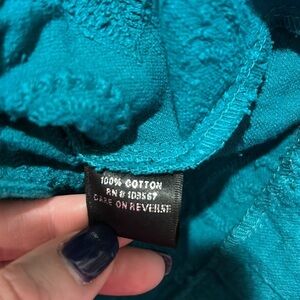 100% COTTON
RN # 103567
CARE ON REVERSE